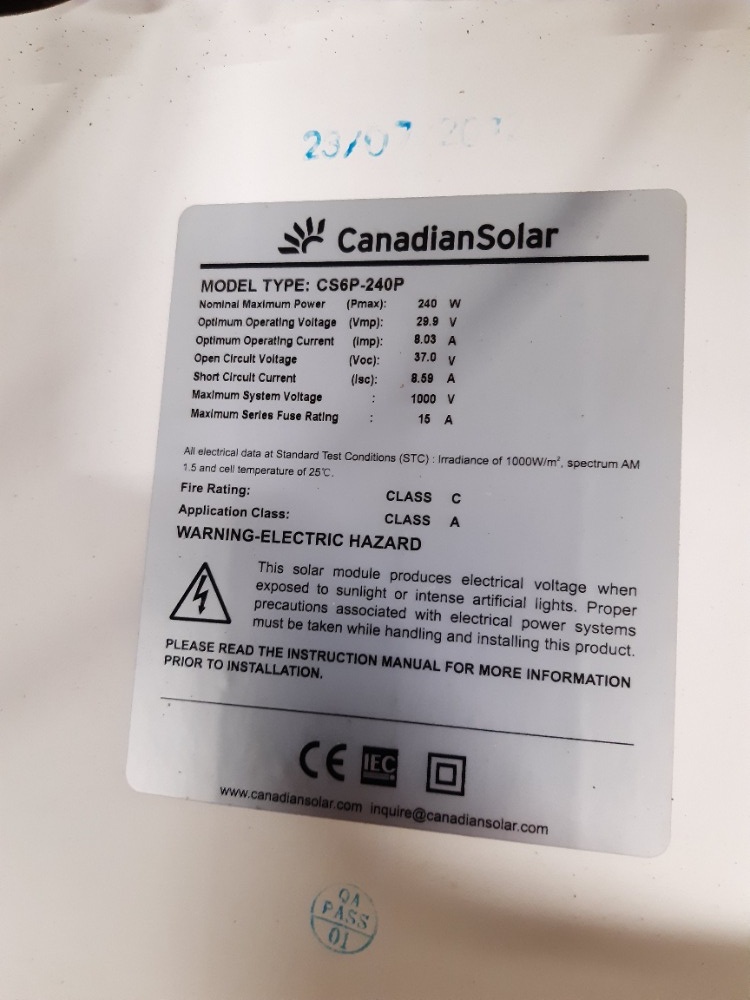 23/07
CanadianSolar
MODEL TYPE: CS6P-240P
Nominal Maximum Power (Pmax): 240 W
Optimum Operating Voltage (Vmp): 29.9 V
Optimum Operating Current (Imp): 8.03 A
Open Circuit Voltage (Voc): 37.0 V
Short Circuit Current (Isc): 8.59 A
Maximum System Voltage : 1000 V
Maximum Series Fuse Rating : 15 A
All electrical data at Standard Test Conditions (STC) : Irradiance of 1000W/m², spectrum AM
1.5 and cell temperature of 25℃.
Fire Rating: CLASS C
Application Class: CLASS A
WARNING-ELECTRIC HAZARD
This solar module produces electrical voltage when
exposed to sunlight or intense artificial lights. Proper
precautions associated with electrical power systems
must be taken while handling and installing this product.
PLEASE READ THE INSTRUCTION MANUAL FOR MORE INFORMATION
PRIOR TO INSTALLATION.
CE IEC
www.canadiansolar.com inquire@canadiansolar.com
QA
PASS
01